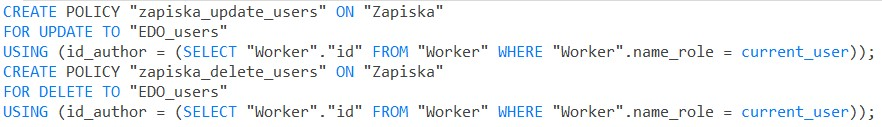 CREATE POLICY "zapiska_update_users" ON "Zapiska"
FOR UPDATE TO "EDO_users"
USING (id_author = (SELECT "Worker"."id" FROM "Worker" WHERE "Worker".name_role = current_user));
CREATE POLICY "zapiska_delete_users" ON "Zapiska"
FOR DELETE TO "EDO_users"
USING (id_author = (SELECT "Worker"."id" FROM "Worker" WHERE "Worker".name_role = current_user));